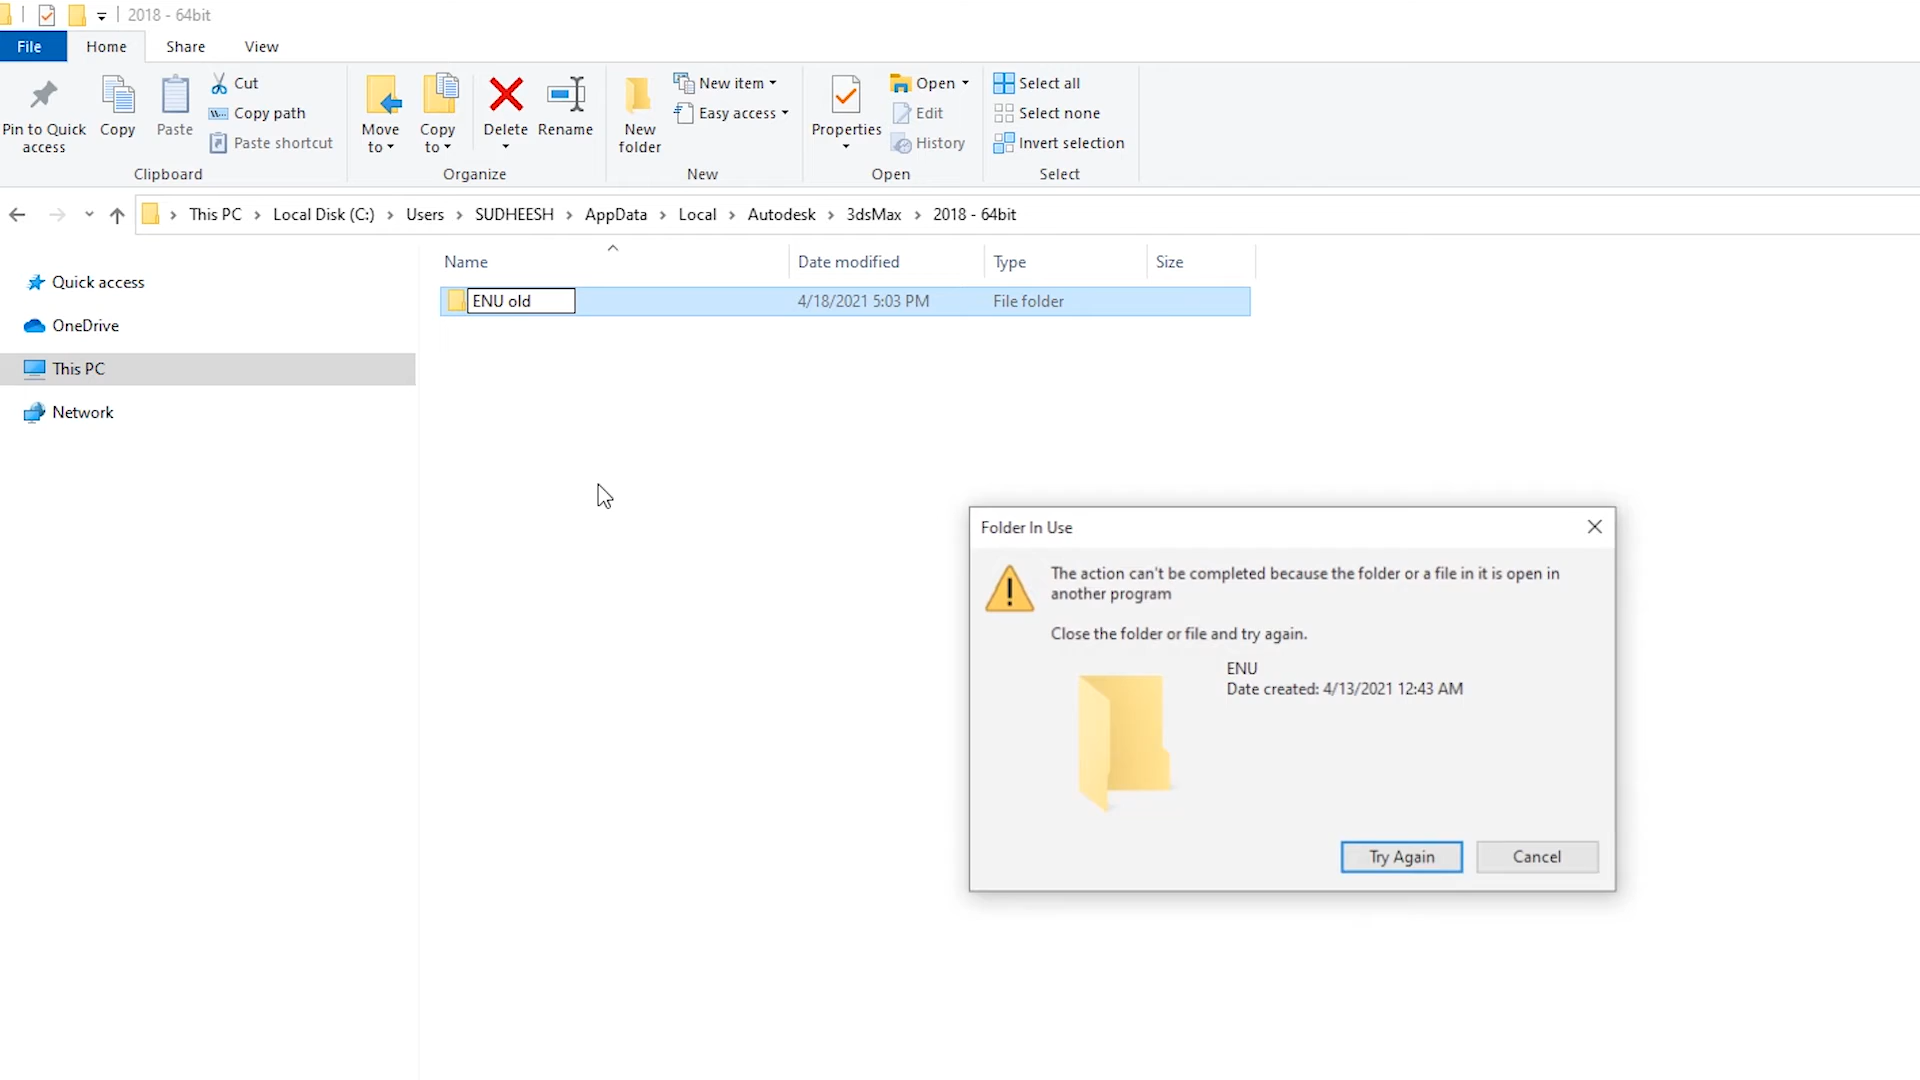 2018 - 64bit
File Home Share View
Pin to Quick access
Copy
Paste
Cut
Copy path
Paste shortcut
Clipboard
Move to
Copy to
Delete
Rename
Organize
New folder
New item
Easy access
New
Properties
Open
Edit
History
Open
Select all
Select none
Invert selection
Select
This PC > Local Disk (C:) > Users > SUDHEESH > AppData > Local > Autodesk > 3dsMax > 2018 - 64bit
Quick access
OneDrive
This PC
Network
Name Date modified Type Size
ENU old 4/18/2021 5:03 PM File folder
Folder In Use
The action can't be completed because the folder or a file in it is open in
another program
Close the folder or file and try again.
ENU
Date created: 4/13/2021 12:43 AM
Try Again Cancel